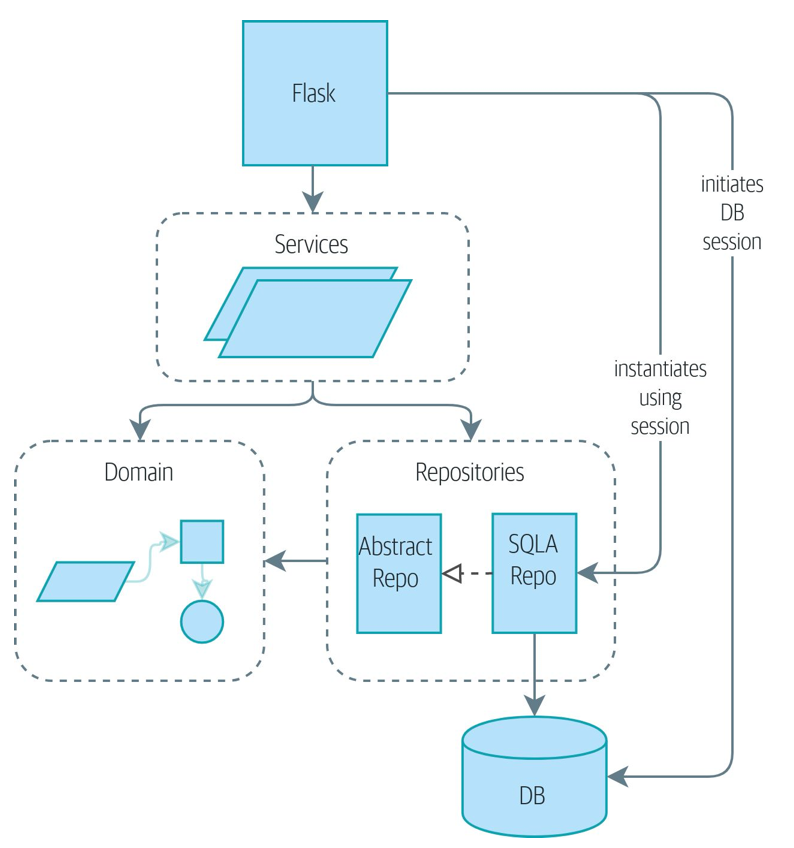 Flask
initiates
DB
session
Services
instantiates
using
session
Domain
Repositories
Abstract
Repo
SQLA
Repo
DB